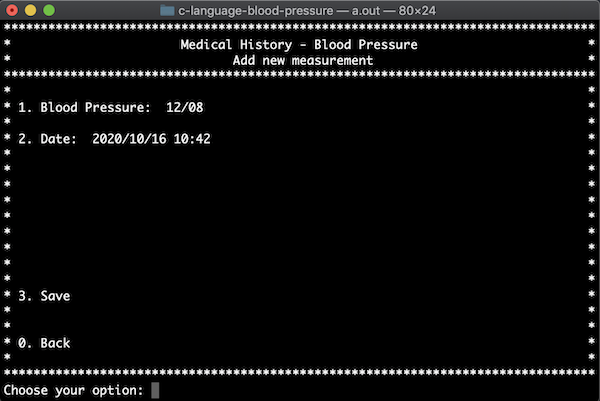 c-language-blood-pressure — a.out — 80×24
********************************************************************************
* Medical History - Blood Pressure *
* Add new measurement *
********************************************************************************
*                                                                              *
* 1. Blood Pressure:  12/08 *
*                                                                              *
* 2. Date:  2020/10/16 10:42 *
*                                                                              *
*                                                                              *
*                                                                              *
*                                                                              *
*                                                                              *
*                                                                              *
*                                                                              *
*                                                                              *
*                                                                              *
* 3. Save *
*                                                                              *
*                                                                              *
* 0. Back *
*                                                                              *
********************************************************************************
Choose your option: